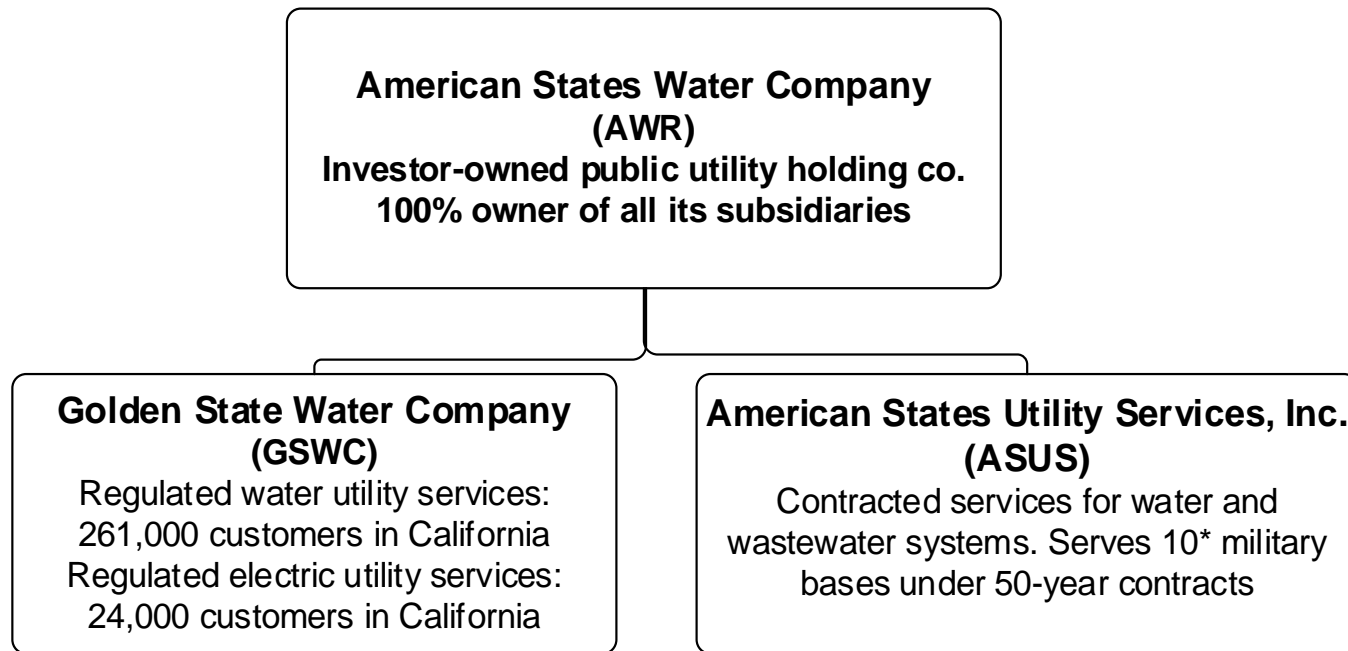 American States Water Company
(AWR)
Investor-owned public utility holding co.
100% owner of all its subsidiaries
Golden State Water Company
(GSWC)
Regulated water utility services:
261,000 customers in California
Regulated electric utility services:
24,000 customers in California
American States Utility Services, Inc.
(ASUS)
Contracted services for water and
wastewater systems. Serves 10* military
bases under 50-year contracts